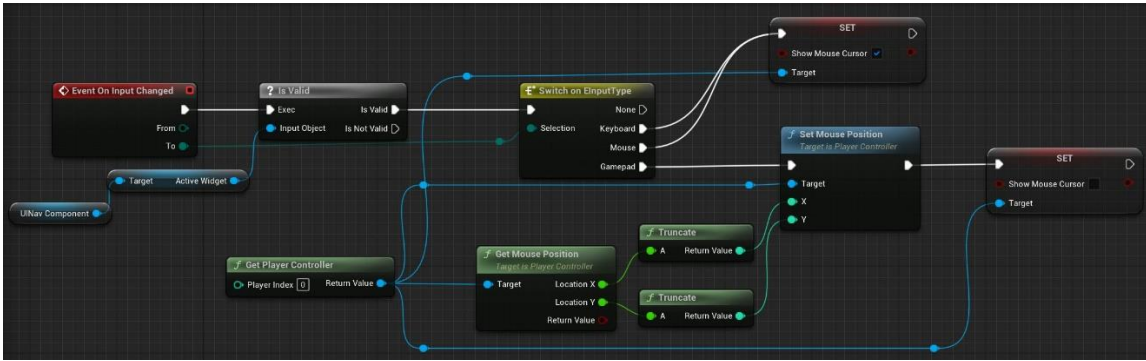 Event On Input Changed
From
To
? Is Valid
Exec
Is Valid
Input Object
Is Not Valid
Target
Active Widget
UINav Component
Switch on EInputType
None
Selection
Keyboard
Mouse
Gamepad
SET
Show Mouse Cursor
Target
f Set Mouse Position
Target is Player Controller
Target
X
Y
SET
Show Mouse Cursor
Target
f Get Player Controller
Player Index 0
Return Value
f Get Mouse Position
Target is Player Controller
Target
Location X
Location Y
Return Value
f Truncate
A
Return Value
f Truncate
A
Return Value